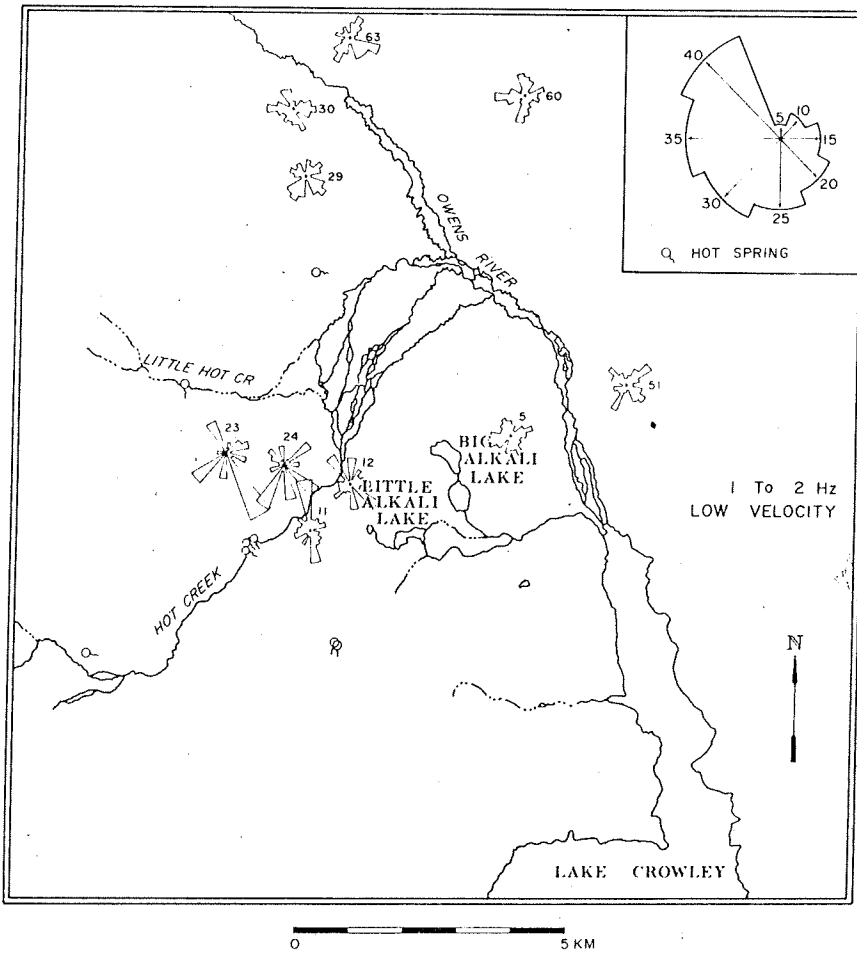 63
30
60
29
40
10
5
35
15
20
30
25
HOT SPRING
OWENS RIVER
LITTLE HOT CR
51
23
24
12
5
BIG
ALKALI
LAKE
LITTLE
ALKALI
LAKE
11
1 To 2 Hz
LOW VELOCITY
HOT CREEK
N
LAKE CROWLEY
0
5 KM